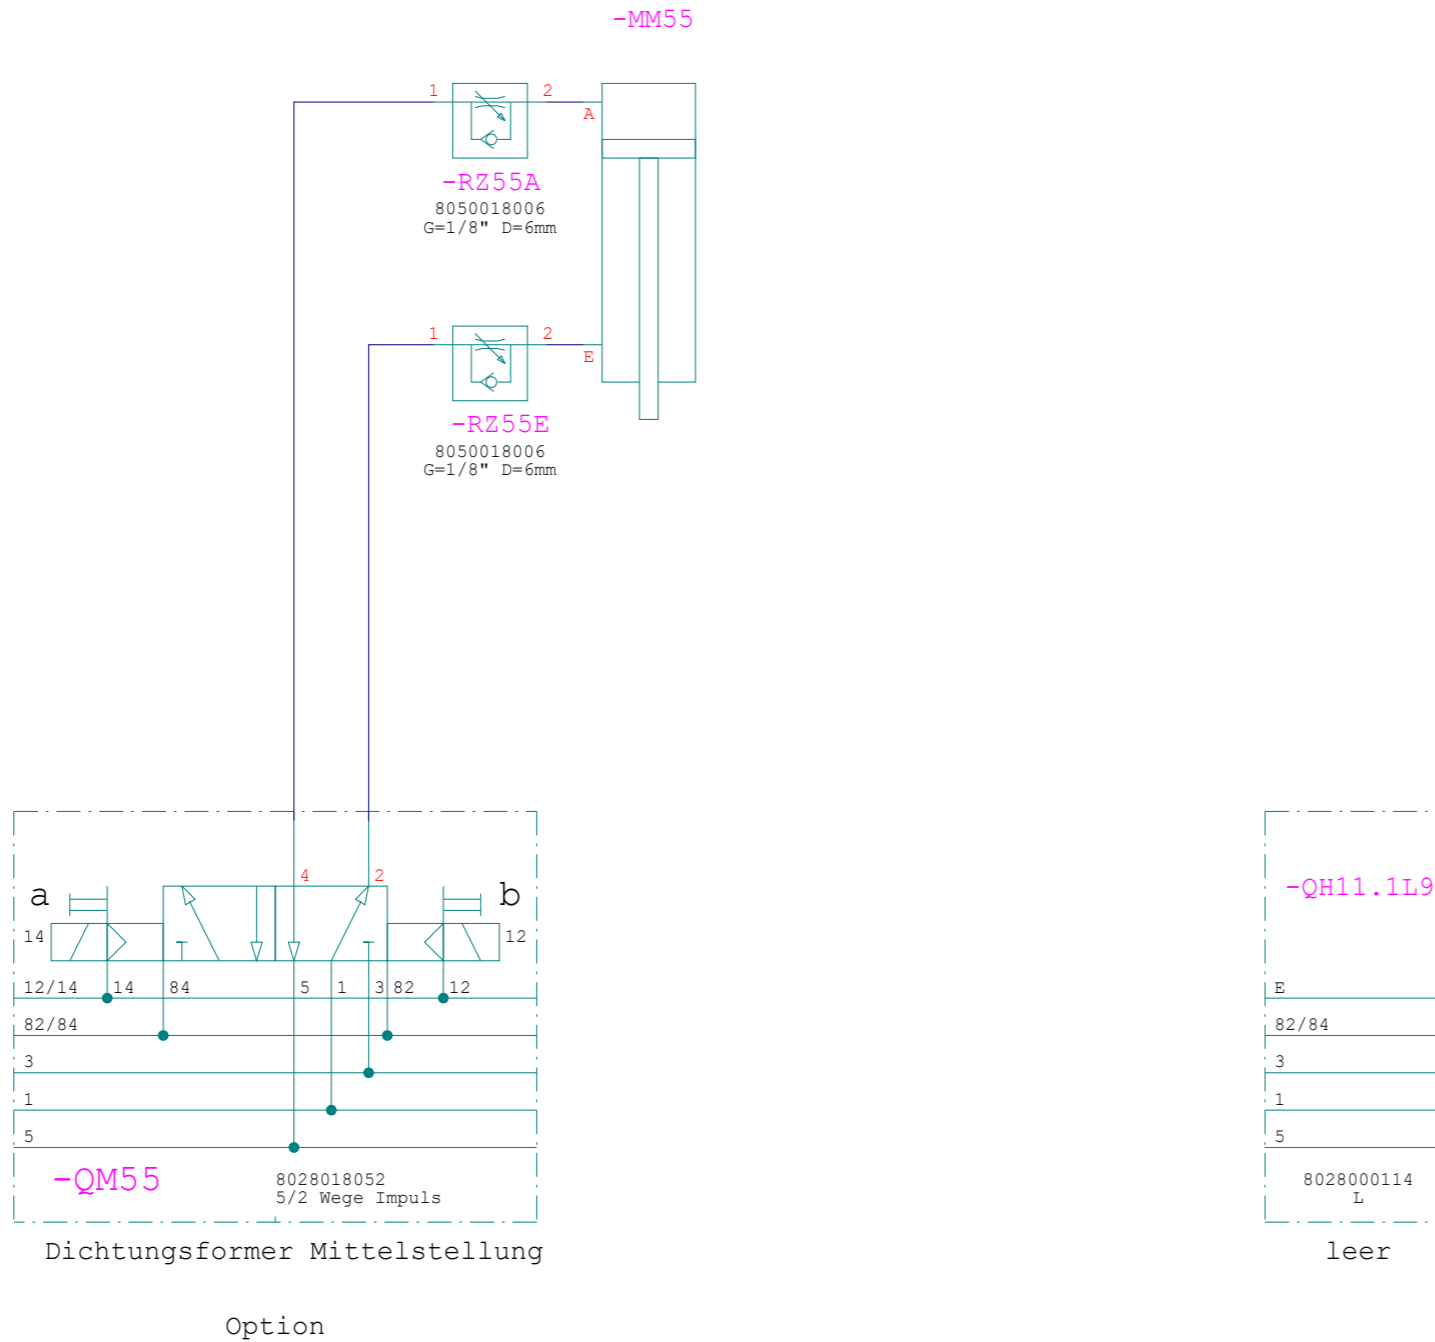 -MM55
1 2
A
-RZ55A
8050018006
G=1/8" D=6mm
1 2
E
-RZ55E
8050018006
G=1/8" D=6mm
4 2
a b
14 12
12/14 14 84 5 1 3 82 12
82/84
3
1
5
-QM55
8028018052
5/2 Wege Impuls
Dichtungsformer Mittelstellung
Option
-QH11.1L9
E
82/84
3
1
5
8028000114
L
leer